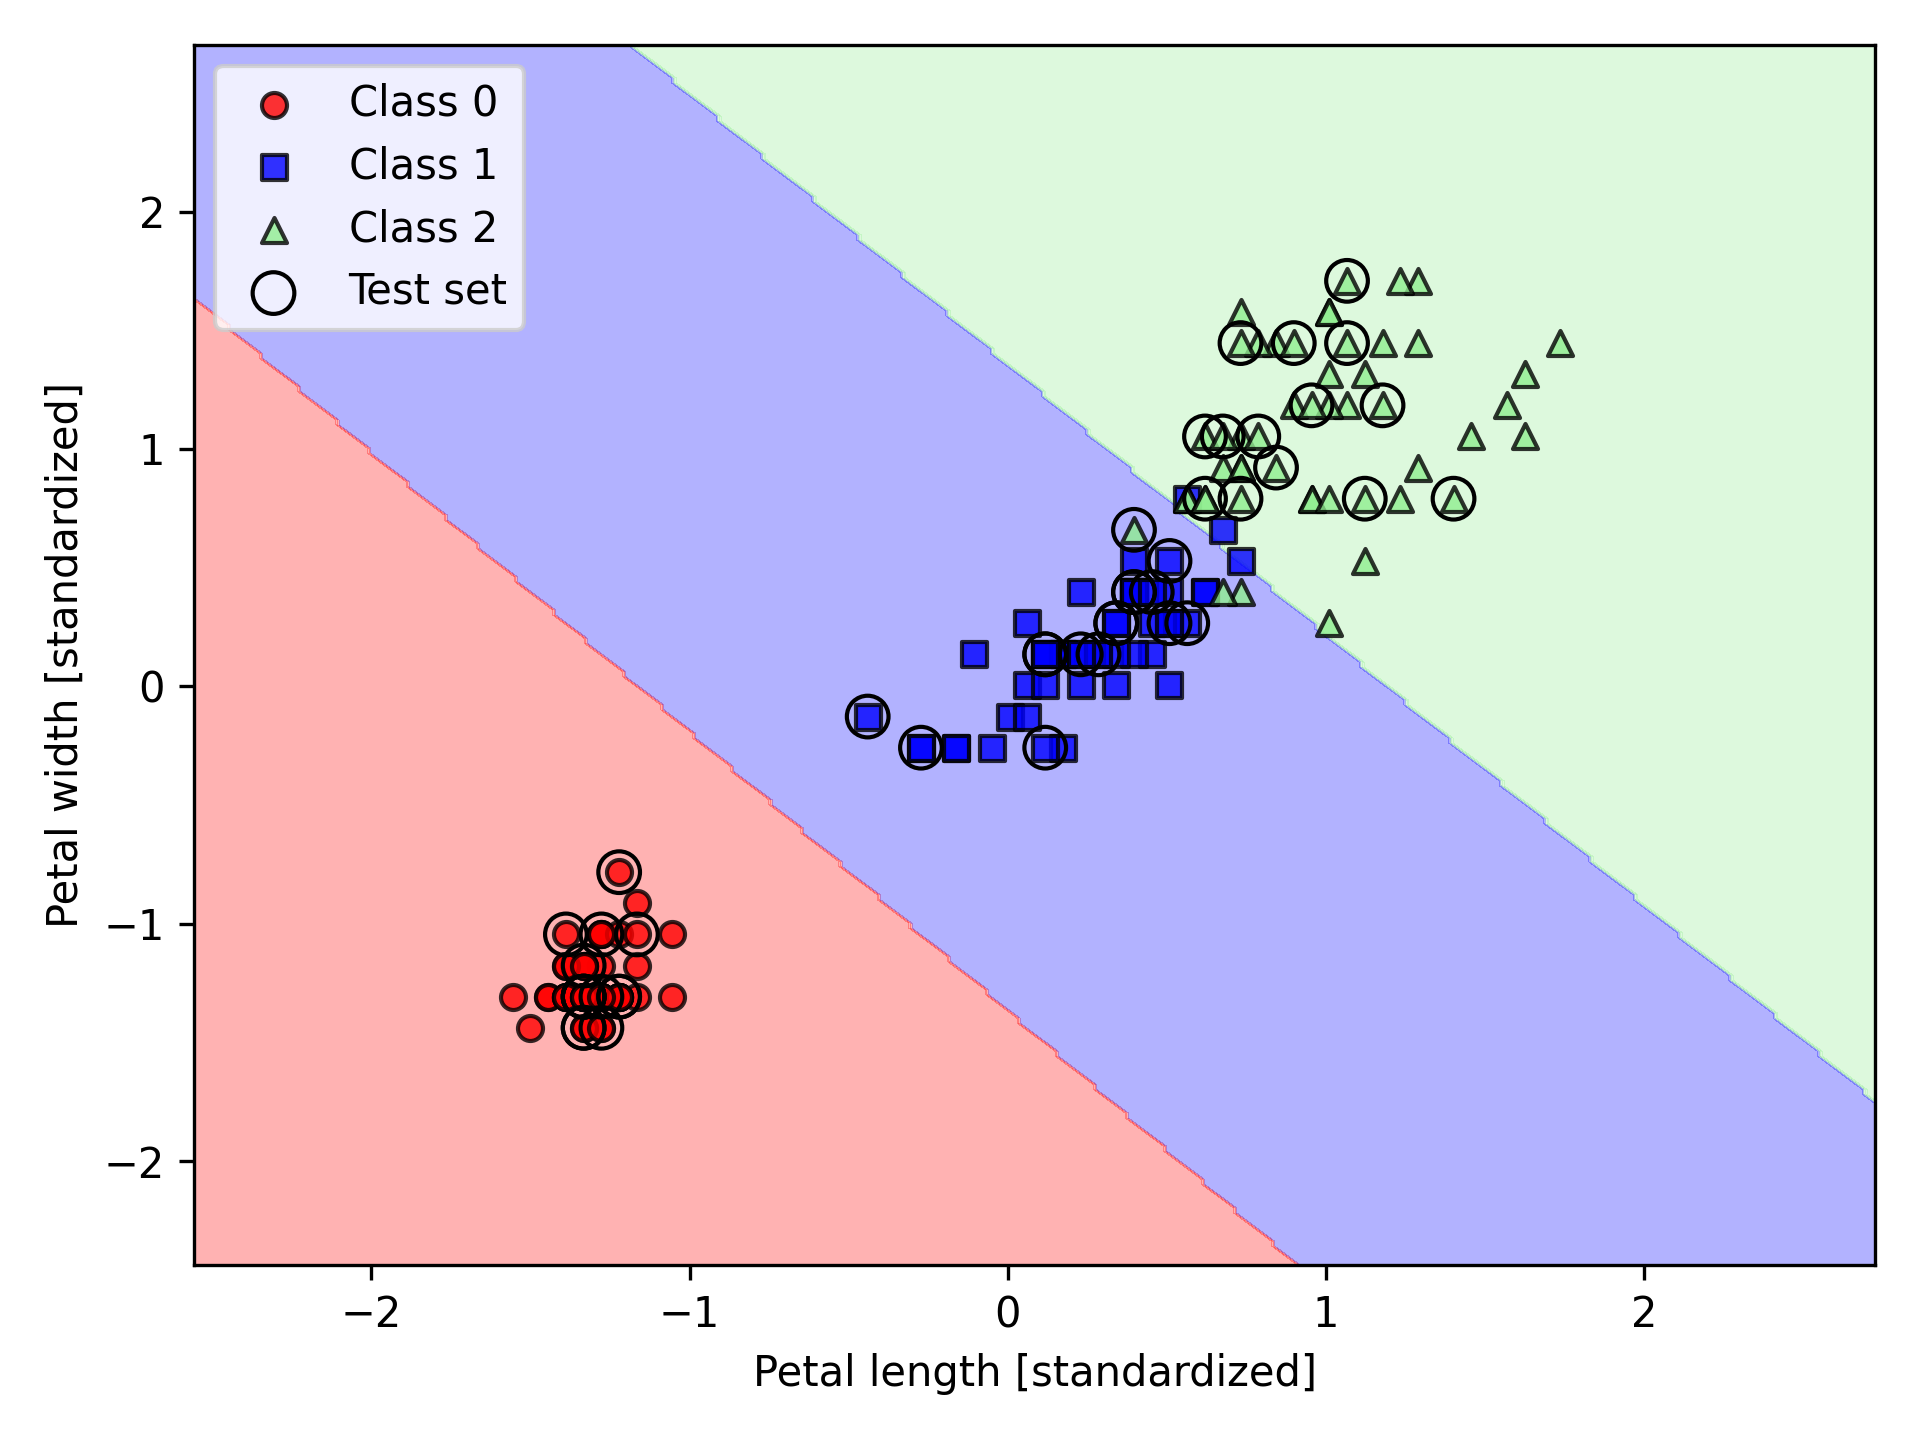 Class 0
Class 1
Class 2
Test set
2
1
0
−1
−2
Petal width [standardized]
−2
−1
0
1
2
Petal length [standardized]